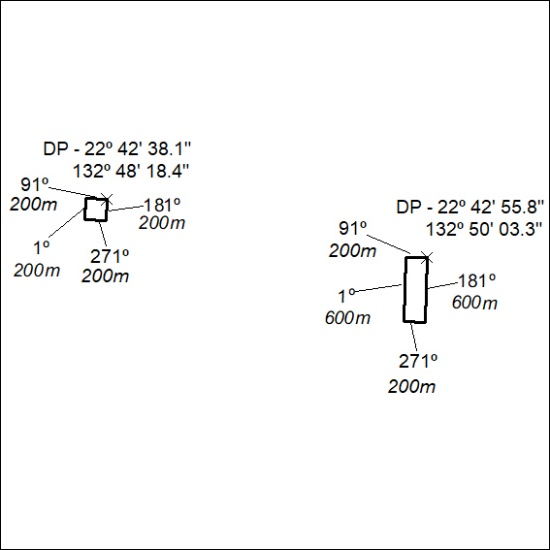 DP - 22º 42' 38.1"
132º 48' 18.4"
91º
200m
181º
200m
1º
200m
271º
200m
DP - 22º 42' 55.8"
132º 50' 03.3"
91º
200m
181º
600m
1º
600m
271º
200m